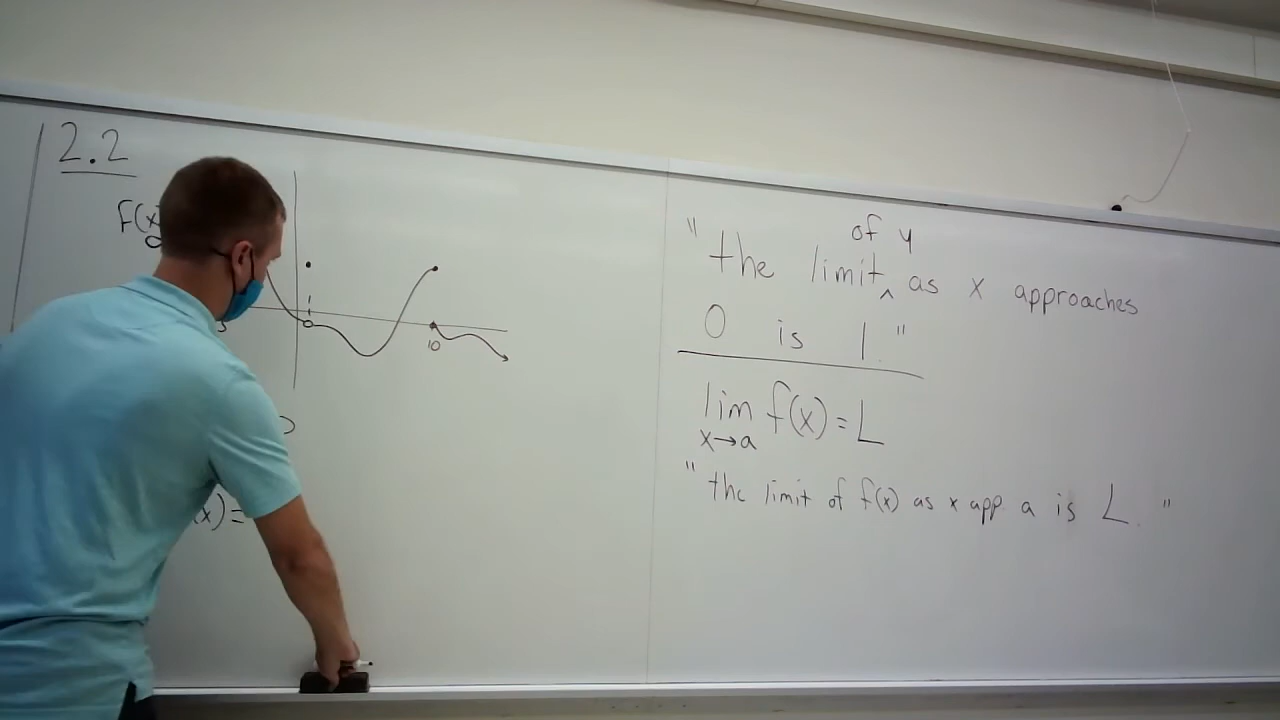 2.2
f(x
10
(x)=
"the limit ^ of y as x approaches
0 is 1."
lim f(x)=L
x→a
"the limit of f(x) as x app. a is L."